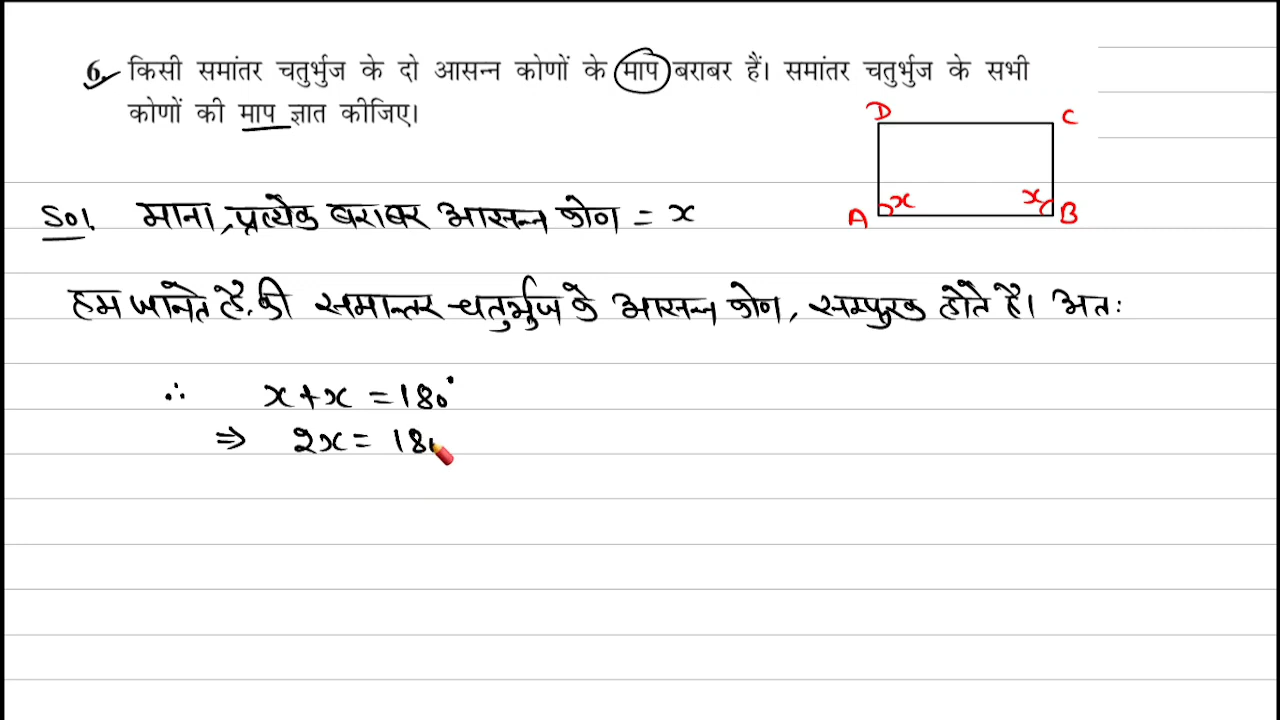 6. किसी समांतर चतुर्भुज के दो आसन्न कोणों के माप बराबर हैं। समांतर चतुर्भुज के सभी
कोणों की माप ज्ञात कीजिए।
D C
x x
A B
Sol. माना, प्रत्येक बराबर आसन्न कोण = x
हम जानते है, की समान्तर चतुर्भुज के आसन्न कोण, सम्पुरक होते है। अतः
∴ x + x = 180°
⇒ 2x = 180